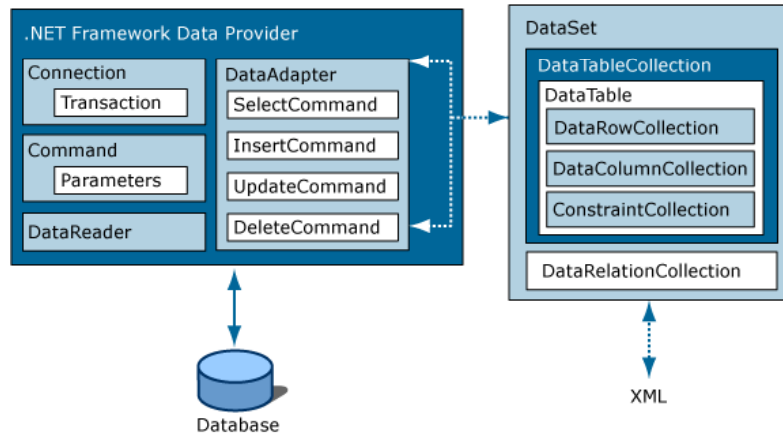 .NET Framework Data Provider
Connection
Transaction
Command
Parameters
DataReader
DataAdapter
SelectCommand
InsertCommand
UpdateCommand
DeleteCommand
Database
DataSet
DataTableCollection
DataTable
DataRowCollection
DataColumnCollection
ConstraintCollection
DataRelationCollection
XML